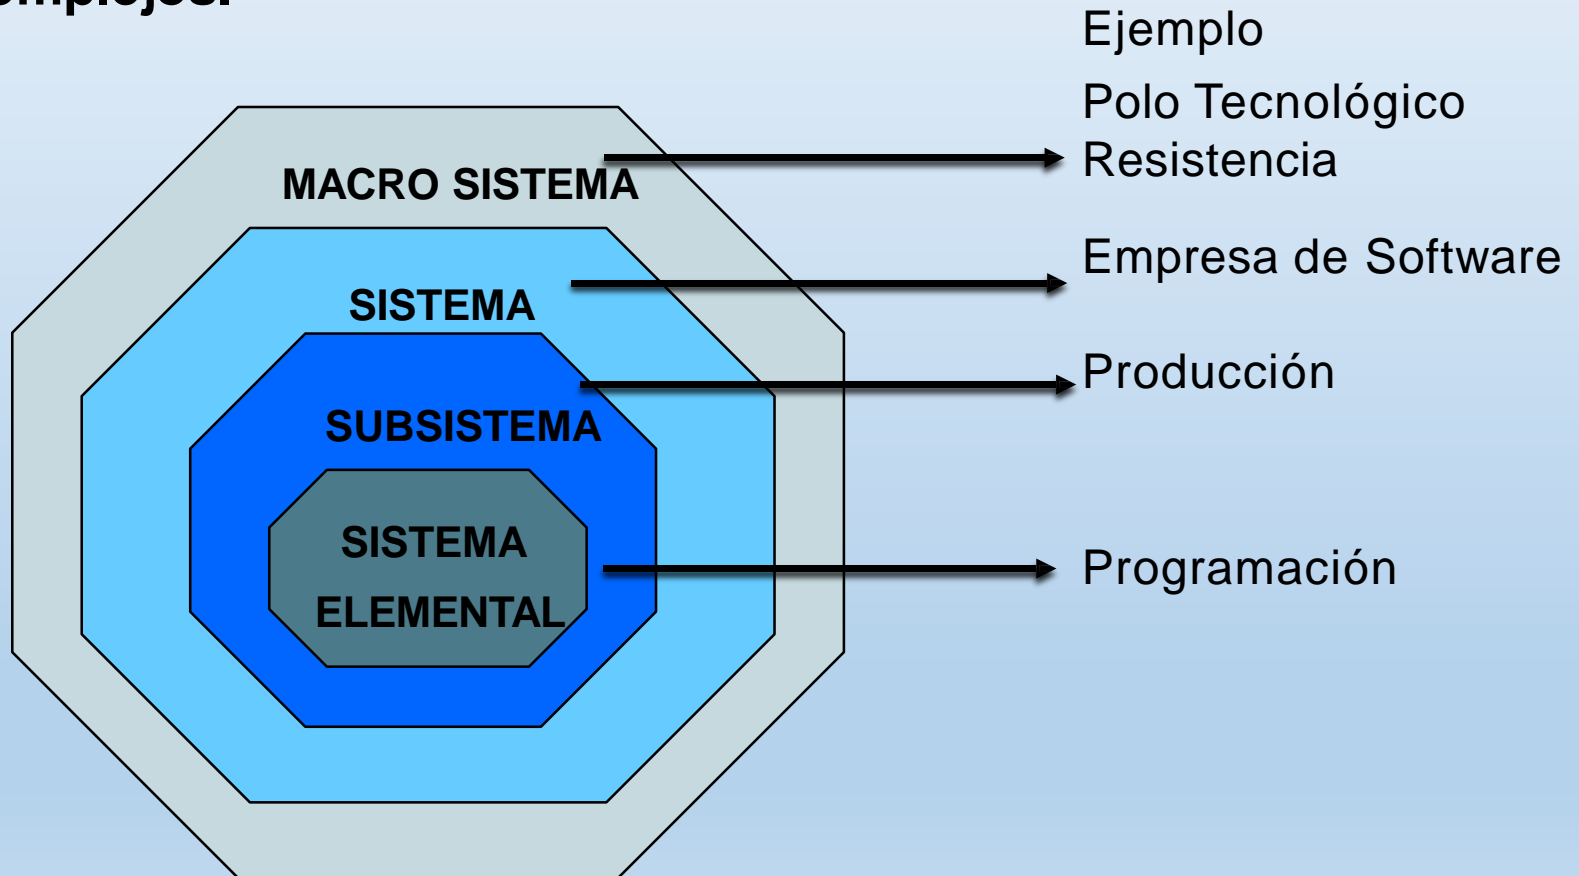 Ejemplo
Polo Tecnológico
Resistencia
MACRO SISTEMA
Empresa de Software
SISTEMA
Producción
SUBSISTEMA
SISTEMA
ELEMENTAL
Programación